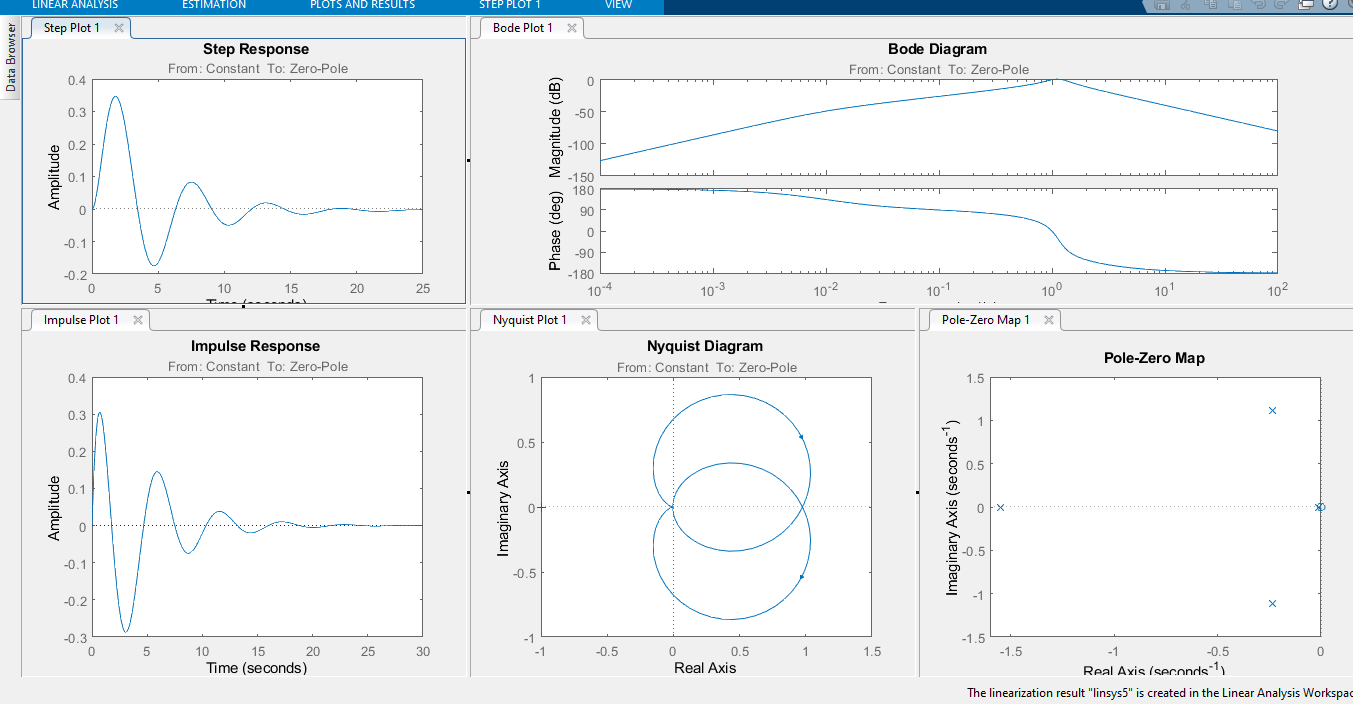 LINEAR ANALYSIS ESTIMATION PLOTS AND RESULTS STEP PLOT 1 VIEW
Data Browser
Step Plot 1
Step Response
From: Constant To: Zero-Pole
Amplitude
0.4
0.3
0.2
0.1
0
-0.1
-0.2
0 5 10 15 20 25
Time (seconds)
Bode Plot 1
Bode Diagram
From: Constant To: Zero-Pole
Magnitude (dB)
0
-50
-100
-150
Phase (deg)
180
90
0
-90
-180
10^-4 10^-3 10^-2 10^-1 10^0 10^1 10^2
Impulse Plot 1
Impulse Response
From: Constant To: Zero-Pole
Amplitude
0.4
0.3
0.2
0.1
0
-0.1
-0.2
-0.3
0 5 10 15 20 25 30
Time (seconds)
Nyquist Plot 1
Nyquist Diagram
From: Constant To: Zero-Pole
Imaginary Axis
1
0.5
0
-0.5
-1
-1 -0.5 0 0.5 1 1.5
Real Axis
Pole-Zero Map 1
Pole-Zero Map
Imaginary Axis (seconds^-1)
1.5
1
0.5
0
-0.5
-1
-1.5
-1.5 -1 -0.5 0
Real Axis (seconds^-1)
The linearization result "linsys5" is created in the Linear Analysis Workspac